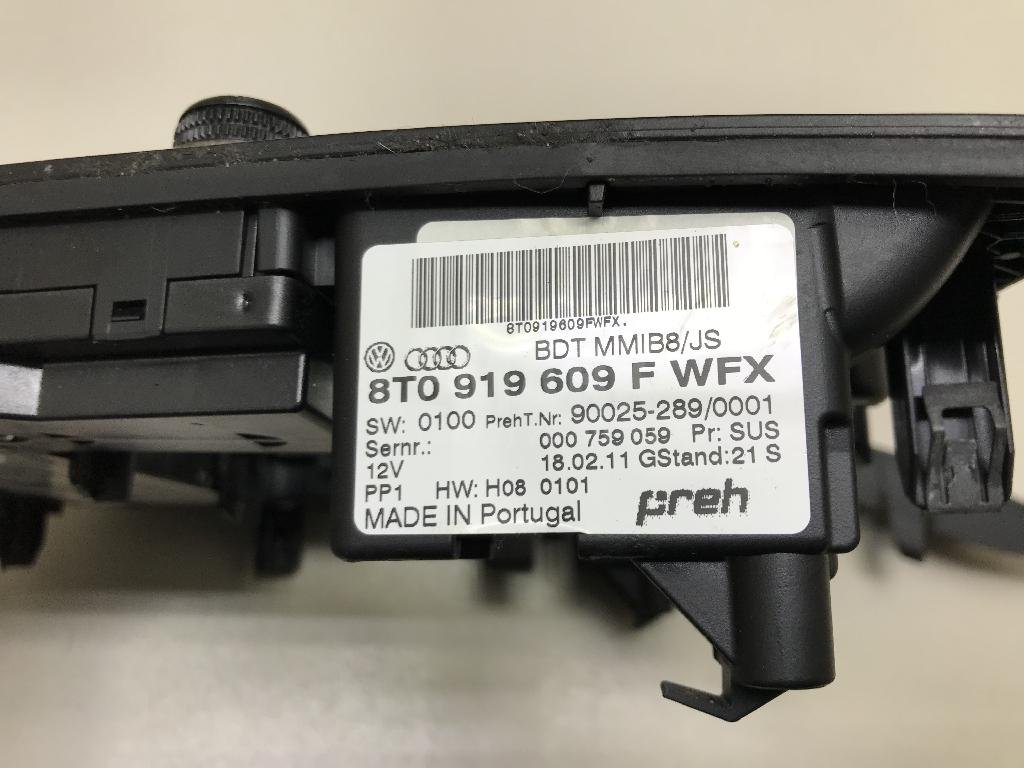 8T0919609FWFX.
BDT MMIB8/JS
8T0 919 609 F WFX
SW: 0100 PrehT.Nr: 90025-289/0001
Sernr.: 000 759 059 Pr: SUS
12V 18.02.11 GStand:21 S
PP1 HW: H08 0101
MADE IN Portugal preh